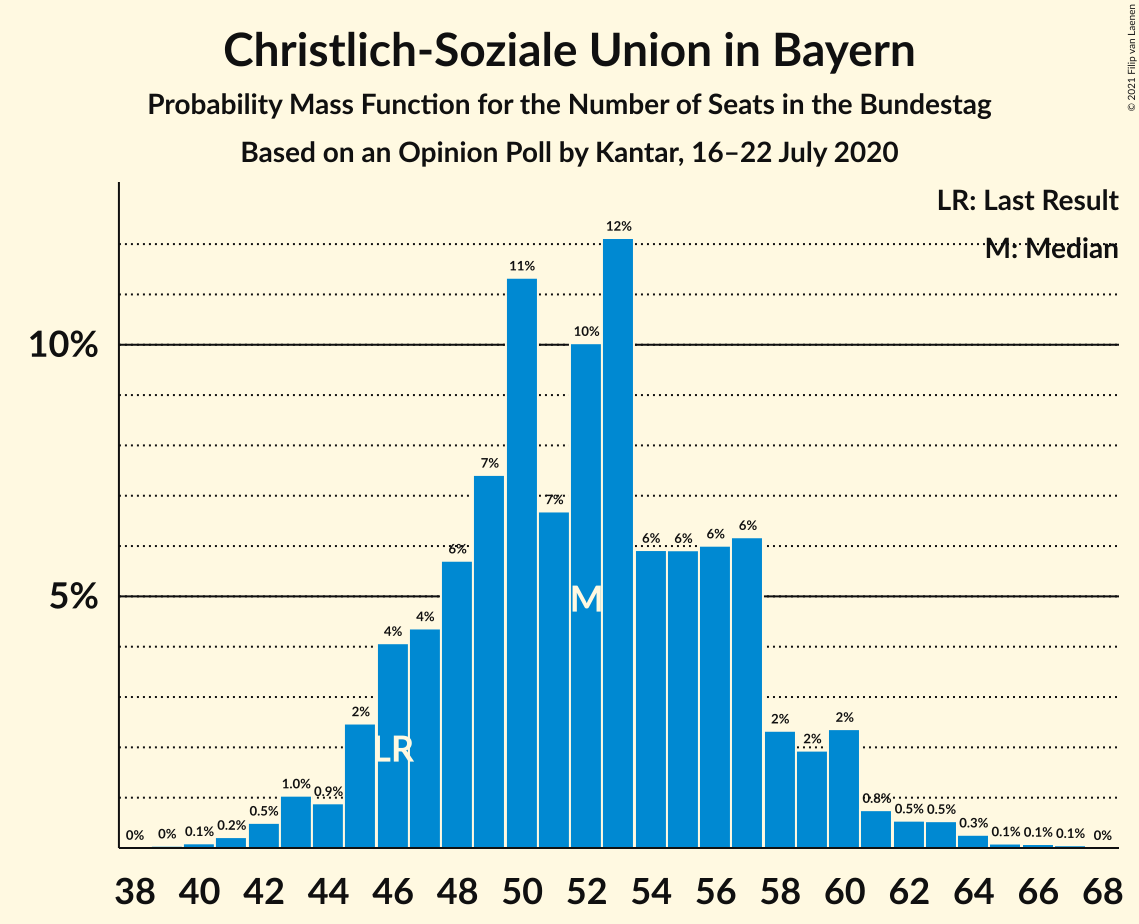 Christlich-Soziale Union in Bayern
Probability Mass Function for the Number of Seats in the Bundestag
Based on an Opinion Poll by Kantar, 16–22 July 2020
© 2021 Filip van Laenen
LR: Last Result
M: Median
10%
5%
0% 0% 0.1% 0.2% 0.5% 1.0% 0.9% 2% 4% 4% 6% 7% 11% 7% 10% 12% 6% 6% 6% 6% 2% 2% 2% 0.8% 0.5% 0.5% 0.3% 0.1% 0.1% 0.1% 0%
LR M
38 40 42 44 46 48 50 52 54 56 58 60 62 64 66 68